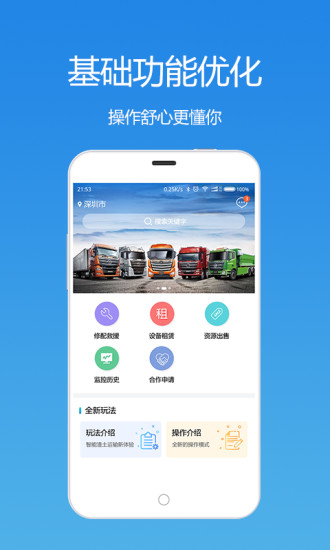 基础功能优化
操作舒心更懂你
21:53 0.25K/s 100%
深圳市
搜索关键字
修配救援 设备租赁 资源出售
租
监控历史 合作申请
全新玩法
玩法介绍 操作介绍
智能渣土运输新体验 全新的操作模式